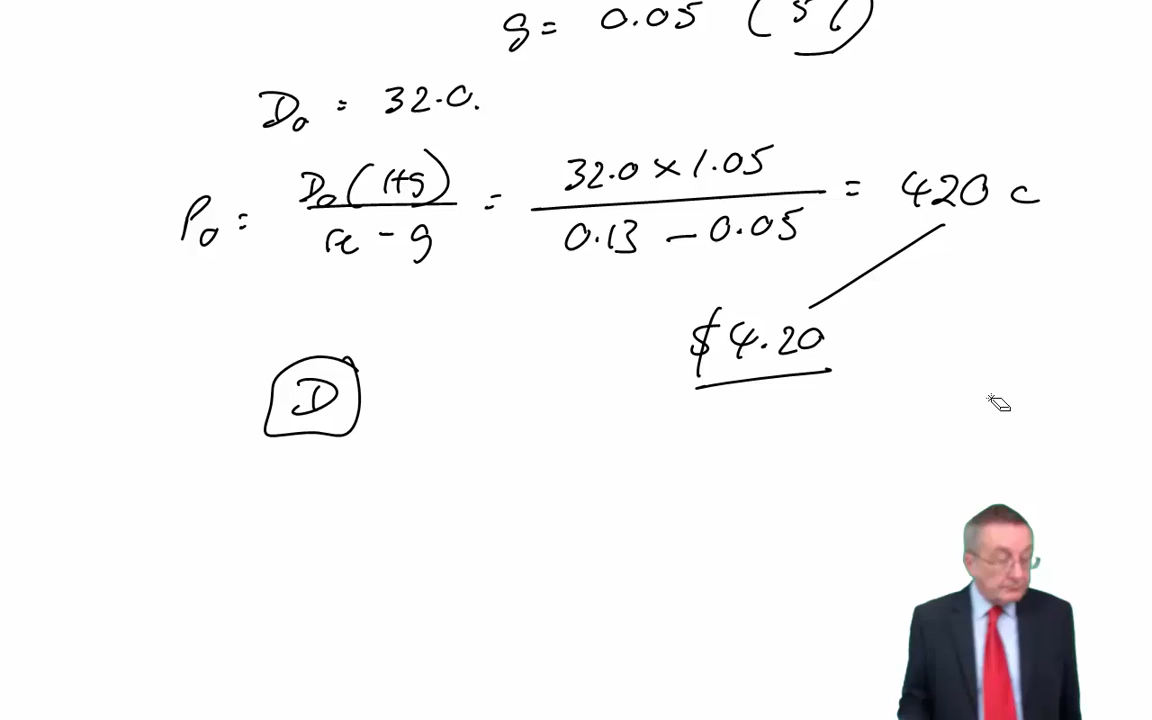 g = 0.05 (5%)
D₀ = 32.0.
P₀ = D₀(1+g) / re - g = 32.0 × 1.05 / 0.13 - 0.05 = 420 c
$4.20
D